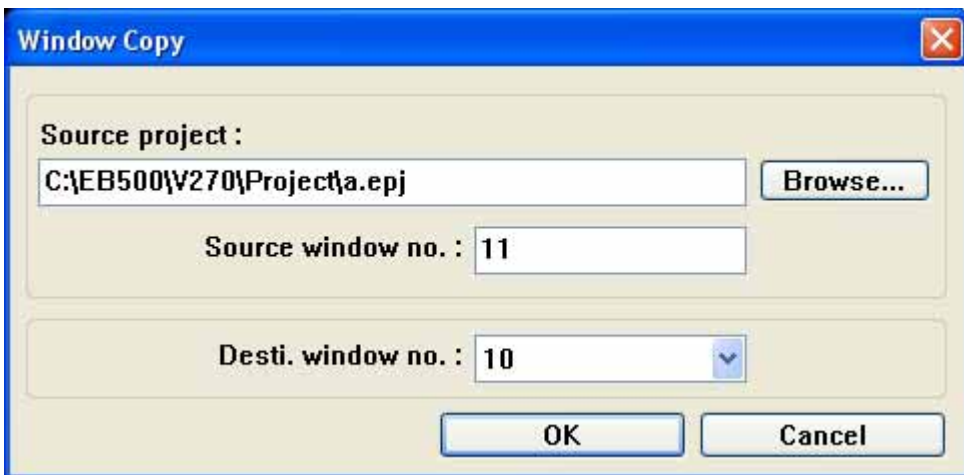 Window Copy
Source project :
C:\EB500\V270\Project\a.epj Browse...
Source window no. : 11
Desti. window no. : 10
OK Cancel